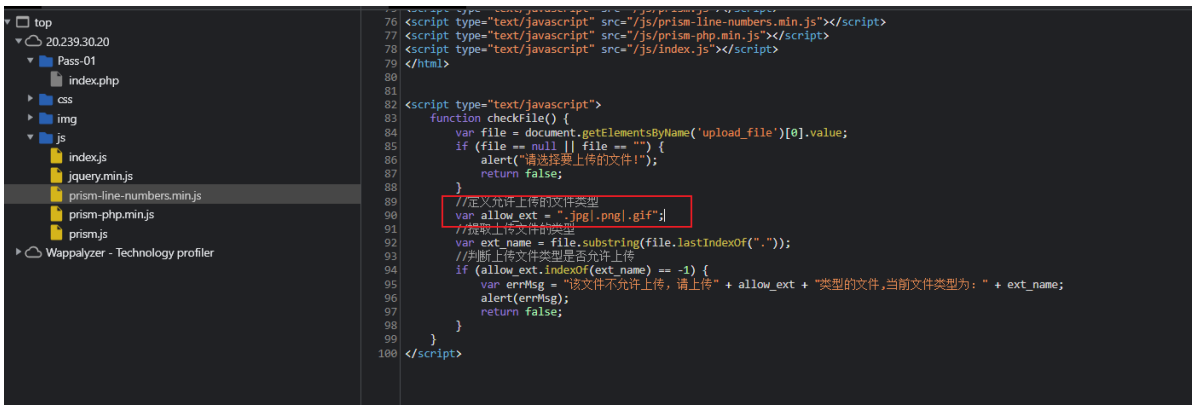 top
20.239.30.20
Pass-01
index.php
css
img
js
index.js
jquery.min.js
prism-line-numbers.min.js
prism-php.min.js
prism.js
Wappalyzer - Technology profiler
76 <script type="text/javascript" src="/js/prism-line-numbers.min.js"></script>
77 <script type="text/javascript" src="/js/prism-php.min.js"></script>
78 <script type="text/javascript" src="/js/index.js"></script>
79 </html>
80
81
82 <script type="text/javascript">
83     function checkFile() {
84         var file = document.getElementsByName('upload_file')[0].value;
85         if (file == null || file == "") {
86             alert("请选择要上传的文件!");
87             return false;
88         }
89         //定义允许上传的文件类型
90         var allow_ext = ".jpg|.png|.gif";
91         //提取上传文件的类型
92         var ext_name = file.substring(file.lastIndexOf("."));
93         //判断上传文件类型是否允许上传
94         if (allow_ext.indexOf(ext_name) == -1) {
95             var errMsg = "该文件不允许上传，请上传" + allow_ext + "类型的文件,当前文件类型为：" + ext_name;
96             alert(errMsg);
97             return false;
98         }
99     }
100 </script>